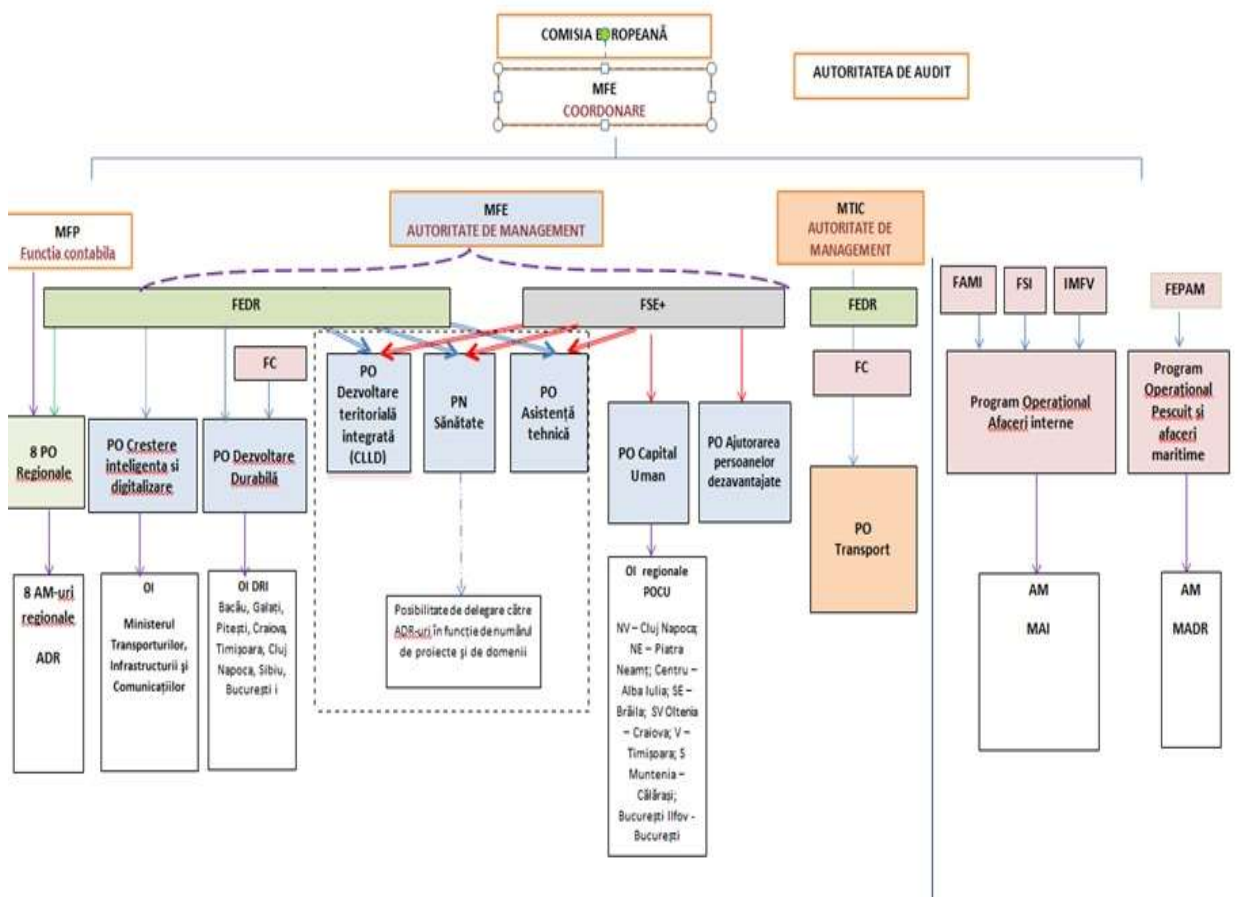 COMISIA EUROPEANĂ
MFE
COORDONARE
AUTORITATEA DE AUDIT
MFP
Functia contabila
MFE
AUTORITATE DE MANAGEMENT
MTIC
AUTORITATE DE
MANAGEMENT
FEDR
FSE+
FEDR
FAMI
FSI
IMFV
FEPAM
FC
FC
8 PO
Regionale
PO Crestere
inteligenta si
digitalizare
PO Dezvoltare
Durabilă
PO
Dezvoltare
teritorială
integrată
(CLLD)
PN
Sănătate
PO
Asistență
tehnică
PO Capital
Uman
PO Ajutorarea
persoanelor
dezavantajate
PO
Transport
Program Operațional
Afaceri interne
Program
Operațional
Pescuit si
afaceri
maritime
8 AM-uri
regionale
ADR
OI
Ministerul
Transporturilor,
Infrastructurii și
Comunicațiilor
OI DRI
Bacău, Galați,
Pitești, Craiova,
Timișoara, Cluj
Napoca, Sibiu,
București i
Posibilitate de delegare către
ADR-uri în funcție de numărul
de proiecte și de domenii
OI regionale
POCU
NV – Cluj Napoca;
NE – Piatra
Neamț; Centru –
Alba Iulia; SE –
Brăila; SV Oltenia
– Craiova; V –
Timișoara; S
Muntenia –
Călărași;
București Ilfov -
București
AM
MAI
AM
MADR